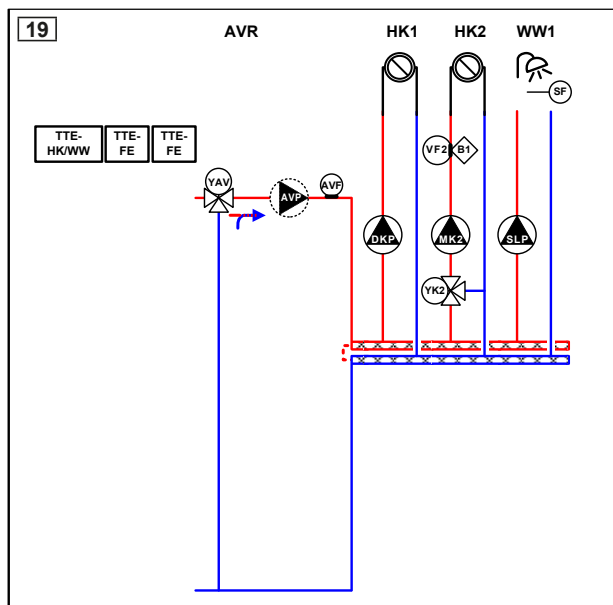 19
AVR
HK1
HK2
WW1
SF
TTE-
HK/WW
TTE-
FE
TTE-
FE
VF2
B1
YAV
AVP
AVF
DKP
MK2
SLP
YK2